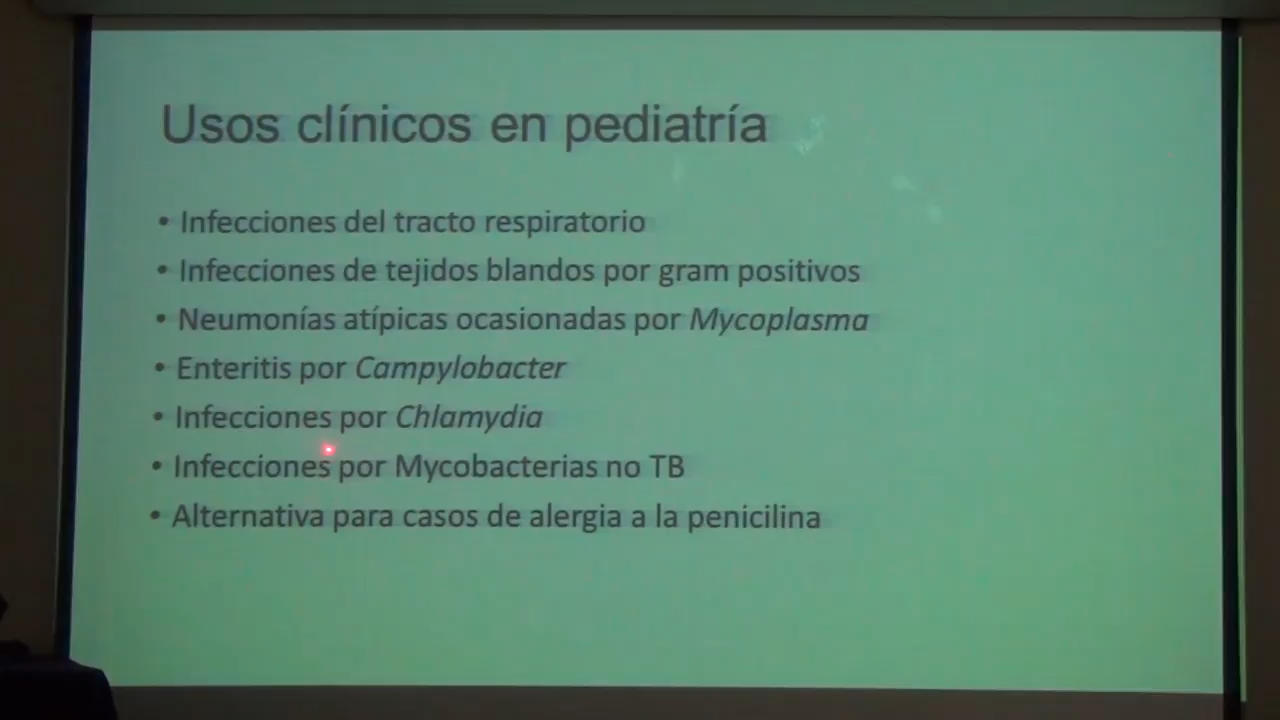 Usos clínicos en pediatría
• Infecciones del tracto respiratorio
• Infecciones de tejidos blandos por gram positivos
• Neumonías atípicas ocasionadas por Mycoplasma
• Enteritis por Campylobacter
• Infecciones por Chlamydia
• Infecciones por Mycobacterias no TB
• Alternativa para casos de alergia a la penicilina